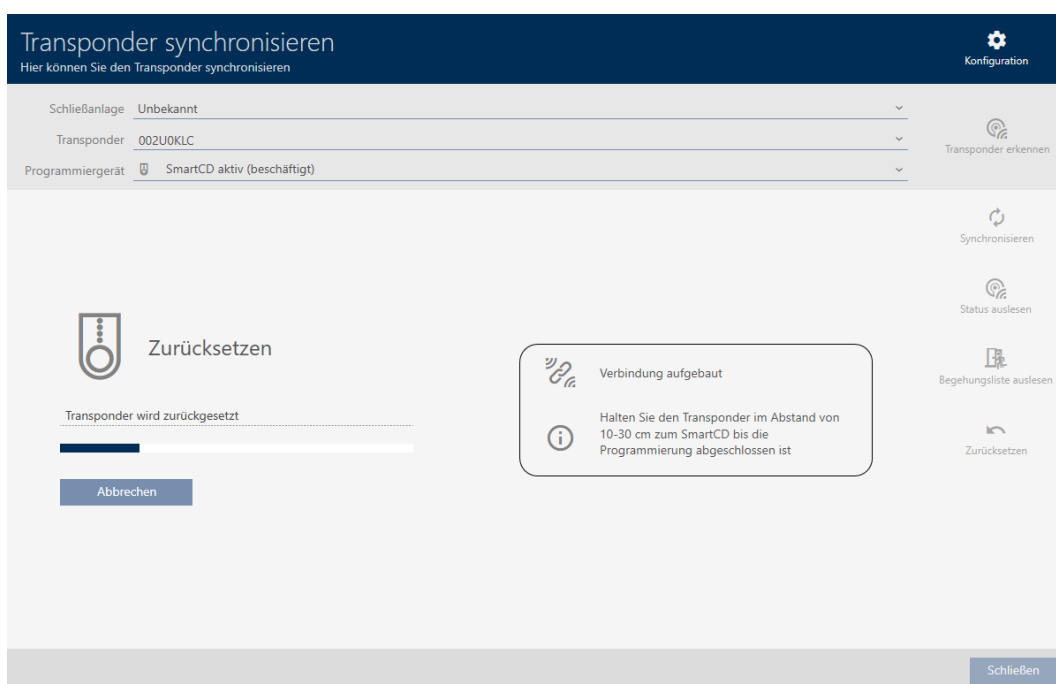 Transponder synchronisieren
Hier können Sie den Transponder synchronisieren
Konfiguration
Schließanlage Unbekannt
Transponder 002U0KLC
Programmiergerät SmartCD aktiv (beschäftigt)
Transponder erkennen
Synchronisieren
Status auslesen
Begehungsliste auslesen
Zurücksetzen
Zurücksetzen
Transponder wird zurückgesetzt
Abbrechen
Verbindung aufgebaut
Halten Sie den Transponder im Abstand von
10-30 cm zum SmartCD bis die
Programmierung abgeschlossen ist
Schließen